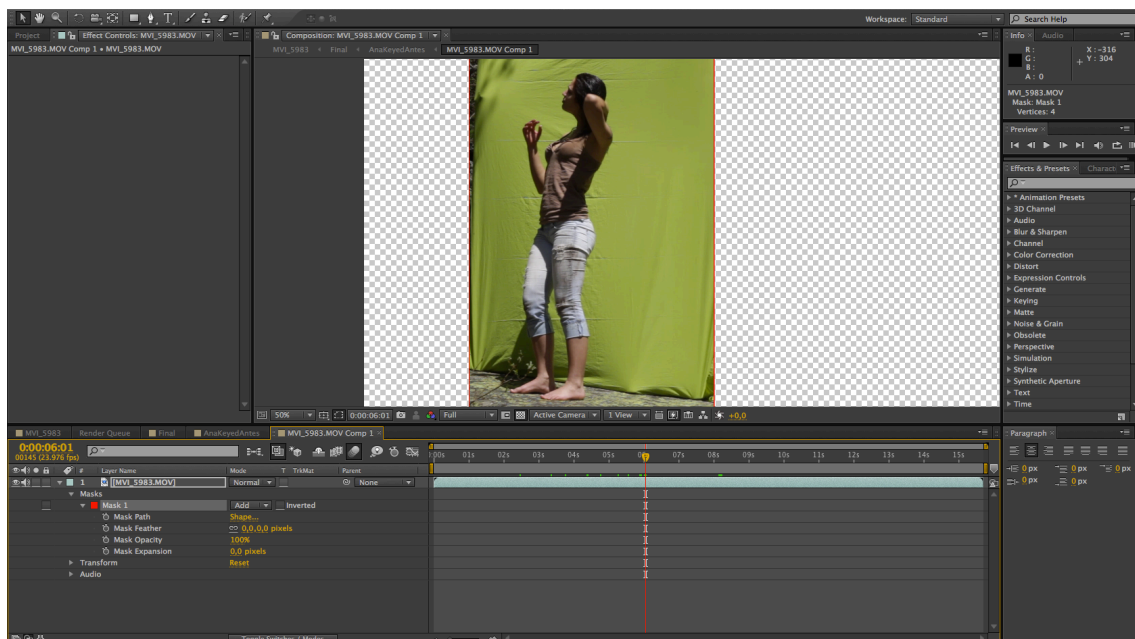 Workspace: Standard
Search Help
Project
Effect Controls: MVI_5983.MOV
Composition: MVI_5983.MOV Comp 1
Info
Audio
MVI_5983.MOV Comp 1 • MVI_5983.MOV
MVI_5983
Final
AnaKeyedAntes
MVI_5983.MOV Comp 1
R :
G :
B :
A : 0
X : -316
Y : 304
MVI_5983.MOV
Mask: Mask 1
Vertices: 4
Preview
Effects & Presets
* Animation Presets
3D Channel
Audio
Blur & Sharpen
Channel
Color Correction
Distort
Expression Controls
Generate
Keying
Matte
Noise & Grain
Obsolete
Perspective
Simulation
Stylize
Synthetic Aperture
Text
Time
50%
0:00:06:01
Full
Active Camera
1 View
+0,0
MVI_5983
Render Queue
Final
AnaKeyedAntes
MVI_5983.MOV Comp 1
Paragraph
0:00:06:01
00145 (23.976 fps)
01s 02s 03s 04s 05s 07s 08s 09s 10s 11s 12s 13s 14s 15s
# Layer Name Mode T TrkMat Parent
1 [MVI_5983.MOV] Normal None
Masks
Mask 1 Add Inverted
Mask Path Shape...
Mask Feather 0,0,0,0 pixels
Mask Opacity 100%
Mask Expansion 0,0 pixels
Transform Reset
Audio
0 px 0 px 0 px
0 px 0 px